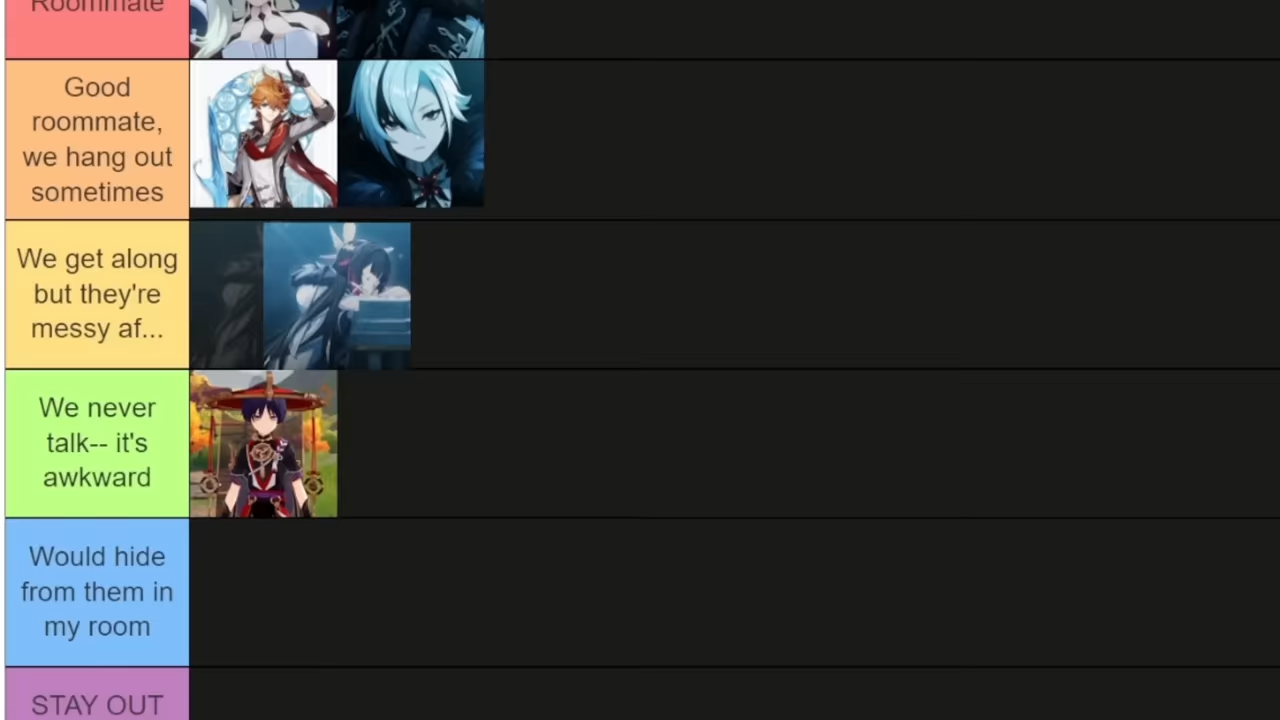 Roommate
Good
roommate,
we hang out
sometimes
We get along
but they're
messy af...
We never
talk-- it's
awkward
Would hide
from them in
my room
STAY OUT